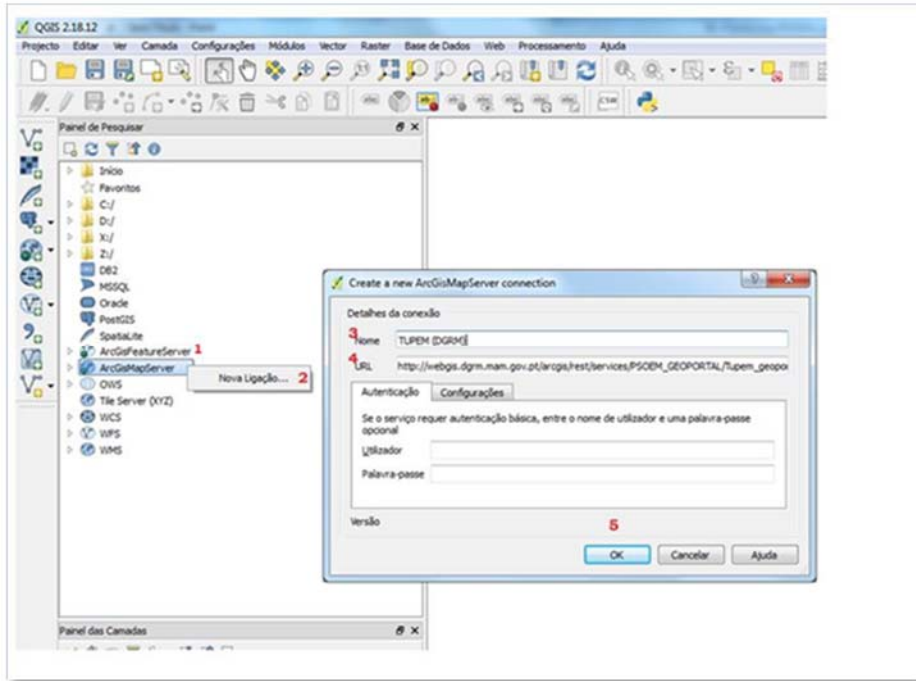 QGIS 2.18.12
Projecto Editar Ver Camada Configurações Módulos Vector Raster Base de Dados Web Processamento Ajuda
Painel de Pesquisar
Início
Favoritos
C:/
D:/
X:/
Z:/
DB2
MSSQL
Oracle
PostGIS
SpatiaLite
ArcGisFeatureServer 1
ArcGisMapServer
Nova Ligação... 2
OWS
Tile Server (XYZ)
WCS
WFS
WMS
Create a new ArcGisMapServer connection
Detalhes da conexão
3 Nome TUPEM (DGRM)
4 URL http://webgis.dgrm.mam.gov.pt/arcgis/rest/services/PSOEM_GEOPORTAL/Tupem_geopor
Autenticação Configurações
Se o serviço requer autenticação básica, entre o nome de utilizador e uma palavra-passe
opcional
Utilizador
Palavra-passe
Versão
5
OK Cancelar Ajuda
Painel das Camadas